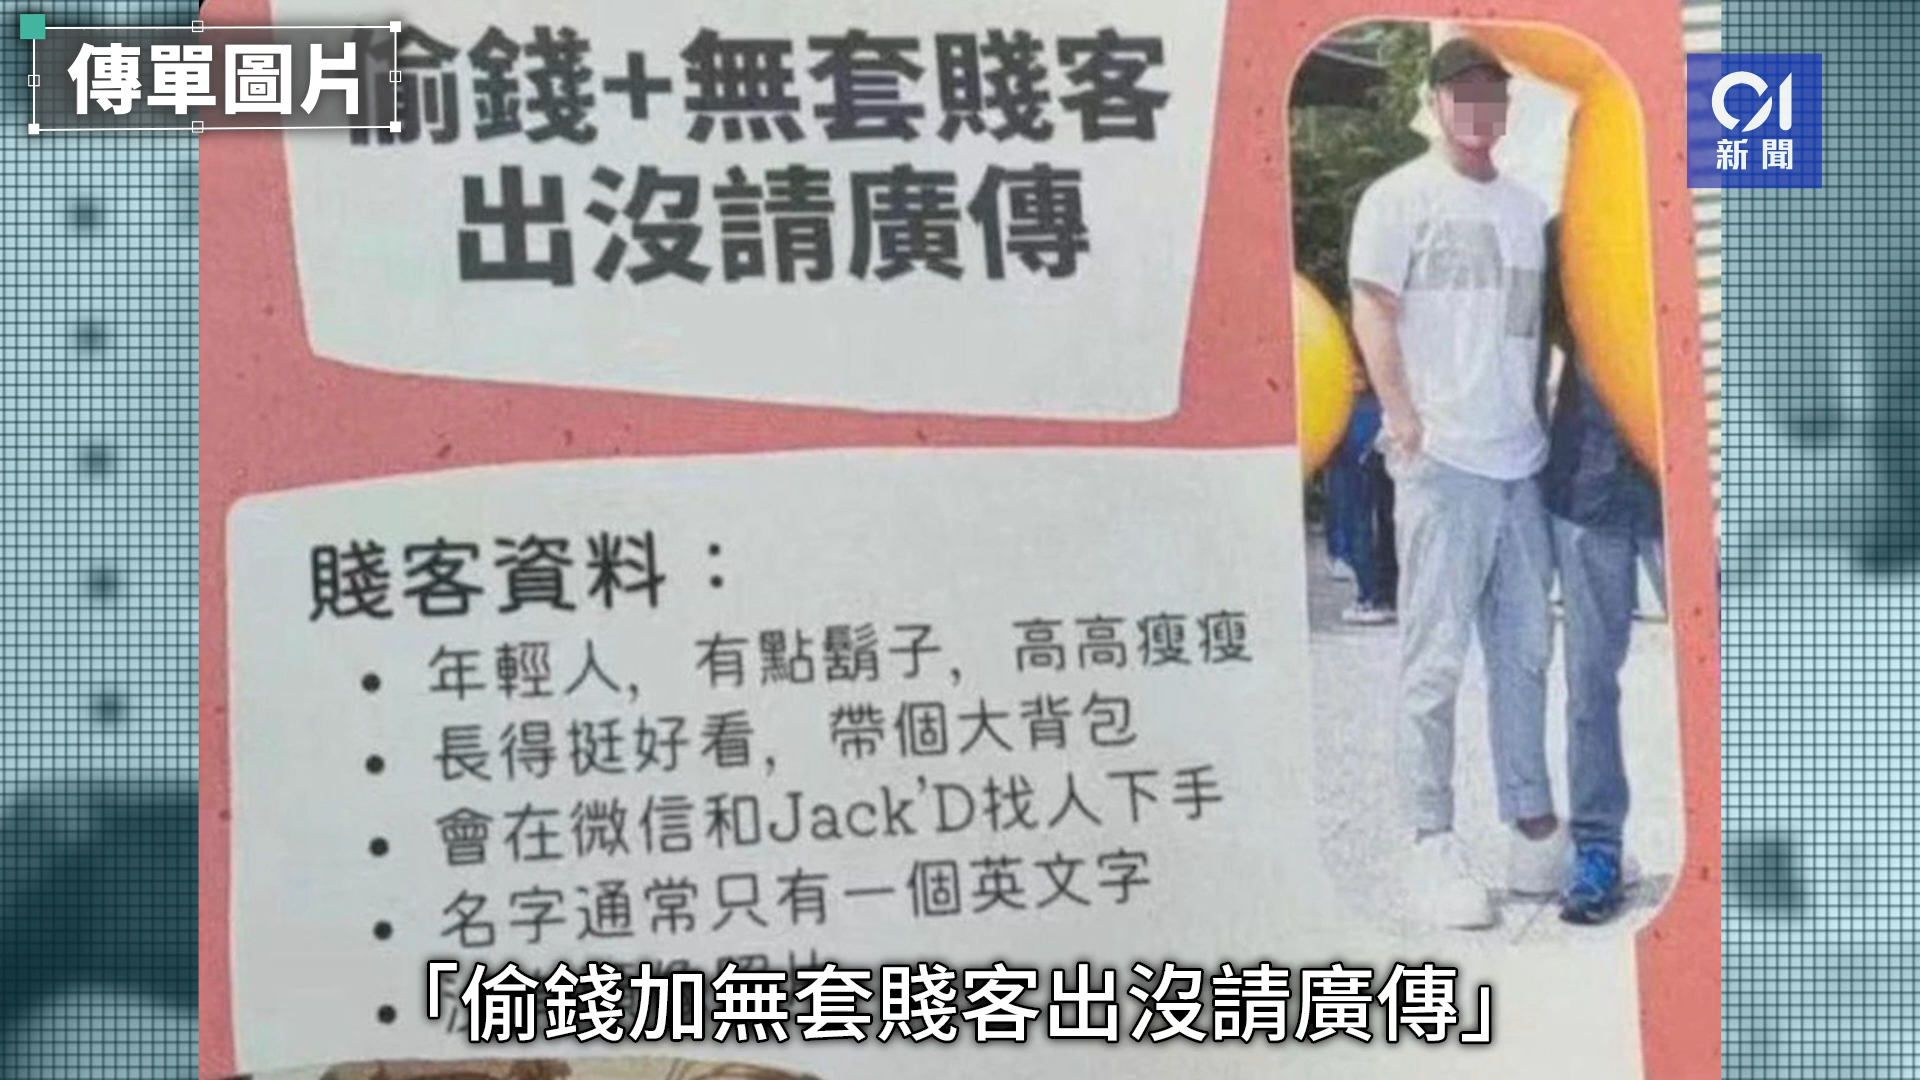 傳單圖片
偷錢+無套賤客
出沒請廣傳
01
新聞
賤客資料：
• 年輕人，有點鬍子，高高瘦瘦
• 長得挺好看，帶個大背包
• 會在微信和Jack'D找人下手
• 名字通常只有一個英文字
「偷錢加無套賤客出沒請廣傳」